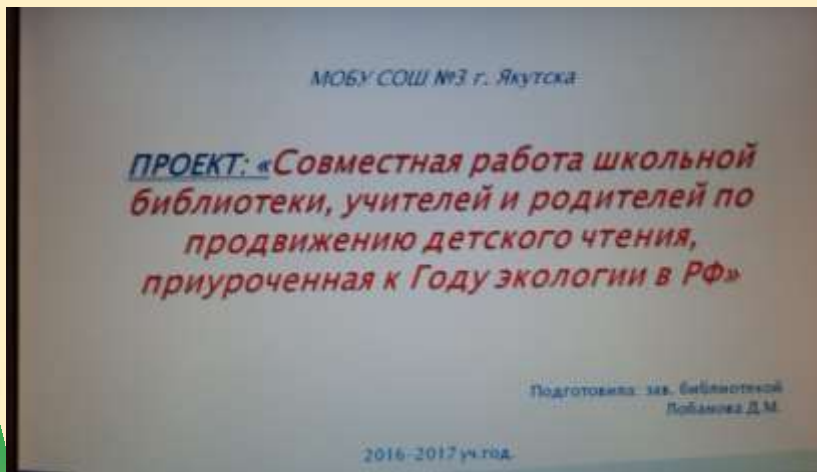 МОБУ СОШ №3 г. Якутска
ПРОЕКТ: «Совместная работа школьной
библиотеки, учителей и родителей по
продвижению детского чтения,
приуроченная к Году экологии в РФ»
Подготовила: зав. библиотекой
Лобанова Д.М.
2016-2017 уч.год.